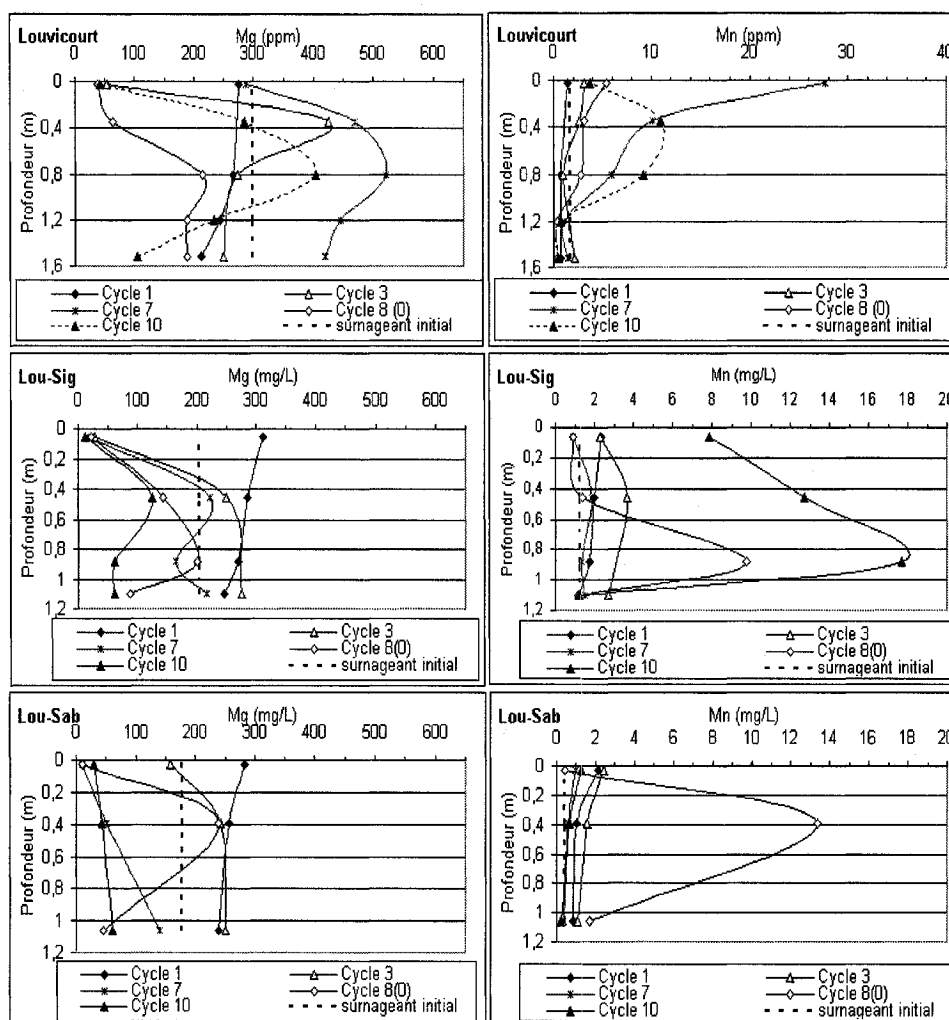 Louvicourt
Mg (ppm)
0 100 200 300 400 500 600
Profondeur (m)
0
0,4
0,8
1,2
1,6
Cycle 1
Cycle 3
Cycle 7
Cycle 8 (0)
Cycle 10
surnageant initial
Louvicourt
Mn (ppm)
0 10 20 30 40
Profondeur (m)
0
0,4
0,8
1,2
1,6
Cycle 1
Cycle 3
Cycle 7
Cycle 8 (0)
Cycle 10
surnageant initial
Lou-Sig
Mg (mg/L)
0 100 200 300 400 500 600
Profondeur (m)
0
0,2
0,4
0,6
0,8
1
1,2
Cycle 1
Cycle 3
Cycle 7
Cycle 8(0)
Cycle 10
surnageant initial
Lou-Sig
Mn (mg/L)
0 2 4 6 8 10 12 14 16 18 20
Profondeur (m)
0
0,2
0,4
0,6
0,8
1
1,2
Cycle 1
Cycle 3
Cycle 7
Cycle 8(0)
Cycle 10
surnageant initial
Lou-Sab
Mg (mg/L)
0 100 200 300 400 500 600
Profondeur (m)
0
0,2
0,4
0,6
0,8
1
1,2
Cycle 1
Cycle 3
Cycle 7
Cycle 8(0)
Cycle 10
surnageant initial
Lou-Sab
Mn (mg/L)
0 2 4 6 8 10 12 14 16 18 20
Profondeur (m)
0
0,2
0,4
0,6
0,8
1
1,2
Cycle 1
Cycle 3
Cycle 7
Cycle 8(0)
Cycle 10
surnageant initial